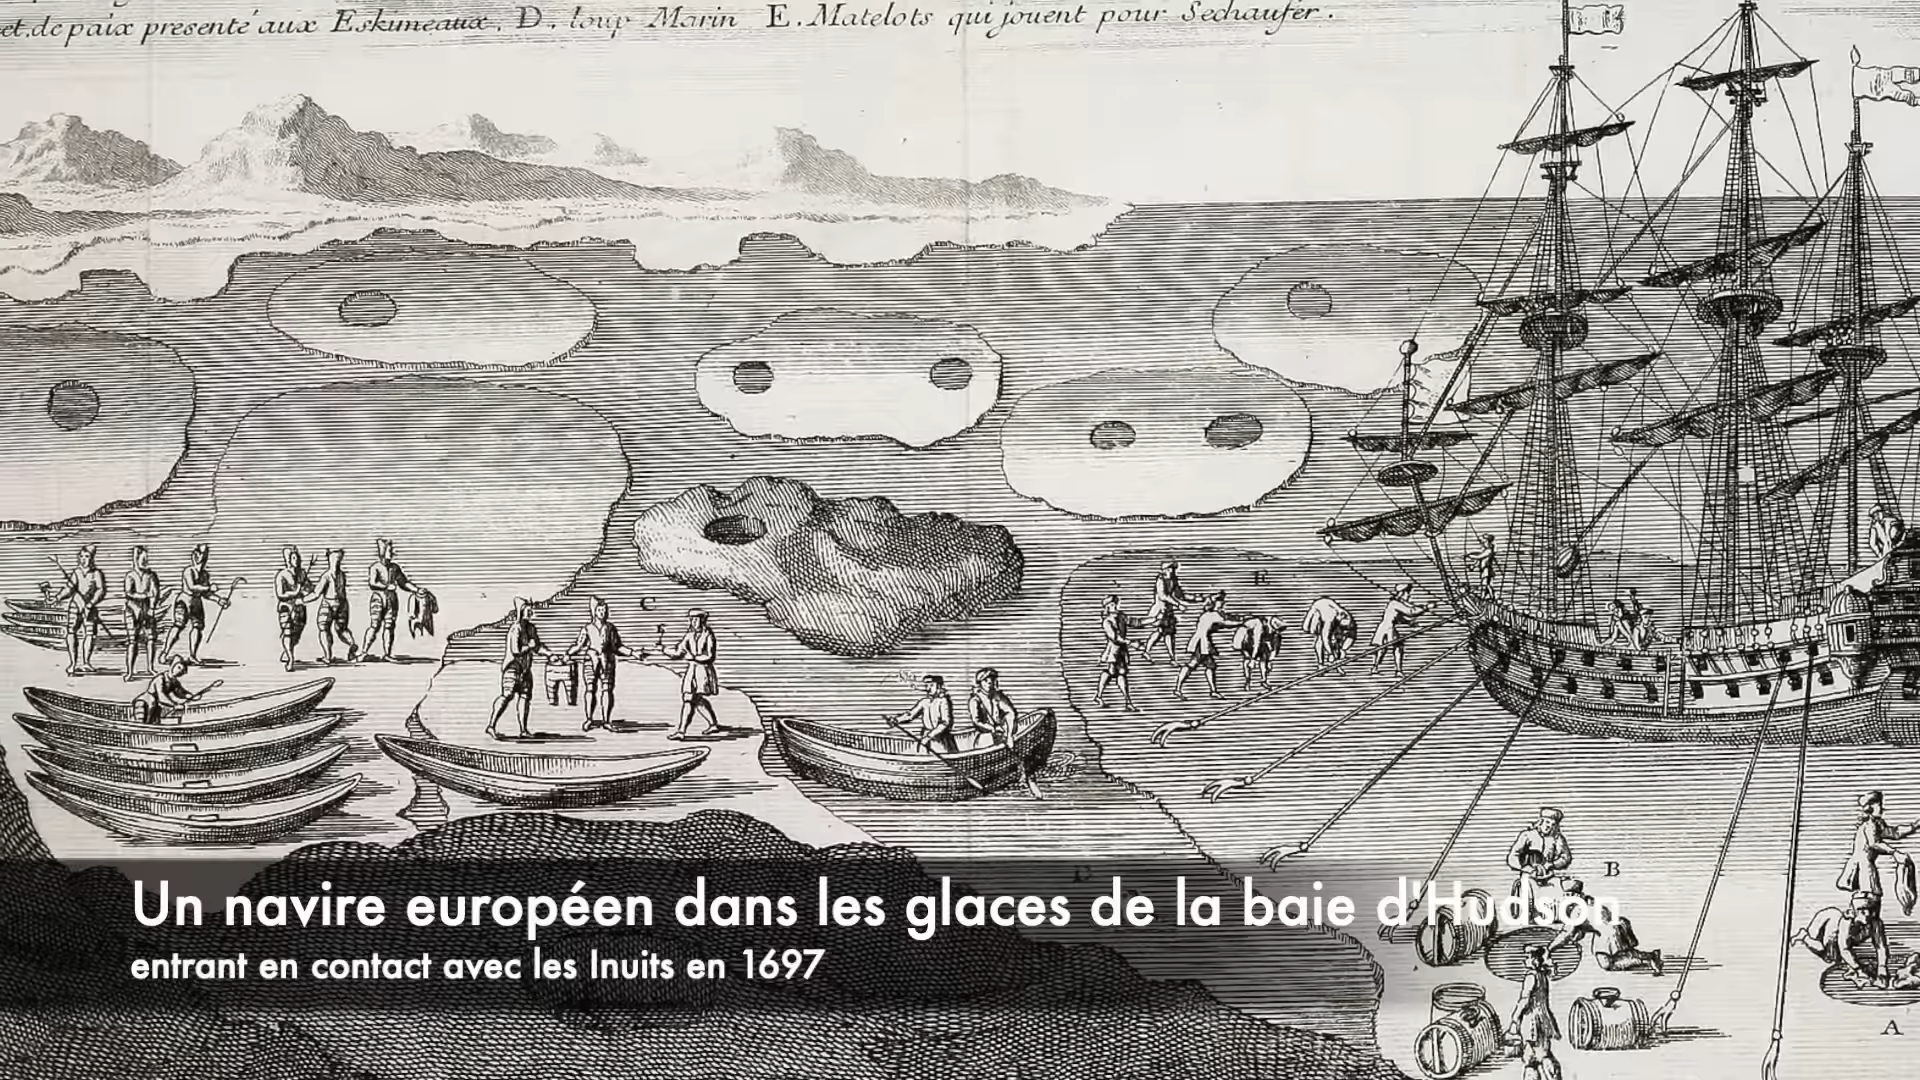 et de paix presenté aux Eskimeaux. D. loup Marin E. Matelots qui jouent pour Sechaufer.
E
C
B
D
Un navire européen dans les glaces de la baie d'Hudson
entrant en contact avec les Inuits en 1697
A